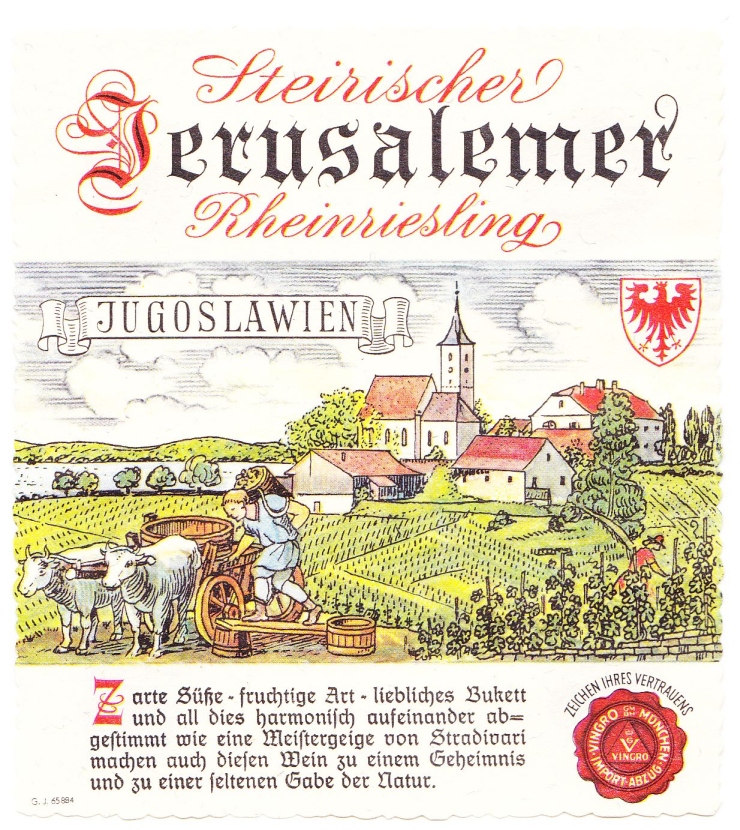 Steirischer
Jerusalemer
Rheinriesling
JUGOSLAWIEN
Zarte Süße - fruchtige Art - liebliches Bukett
und all dies harmonisch aufeinander ab=
gestimmt wie eine Meistergeige von Stradivari
machen auch diesen Wein zu einem Geheimnis
und zu einer seltenen Gabe der Natur.
ZEICHEN IHRES VERTRAUENS
VINGRO GMBH MÜNCHEN
IMPORT-ABZUG
V
VINGRO
G. J. 65884